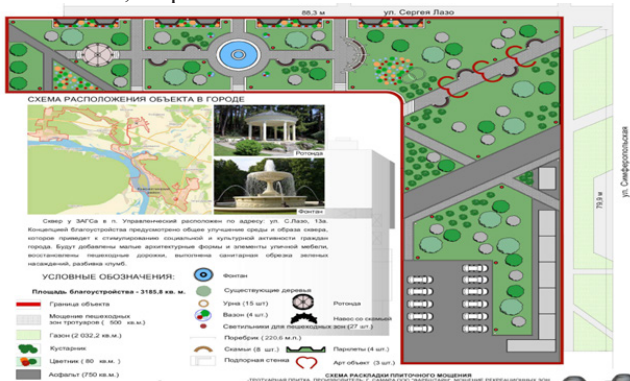 88,3 м
ул. Сергея Лазо
СХЕМА РАСПОЛОЖЕНИЯ ОБЪЕКТА В ГОРОДЕ
Ротонда
Фонтан
ул. Симферопольская
79,9 м
Сквер у ЗАГСа в п. Управленческий расположен по адресу: ул. С.Лазо, 13а.
Концепцией благоустройства предусмотрено общее улучшение среды и образа сквера,
которое приведет к стимулированию социальной и культурной активности граждан
города. Будут добавлены малые архитектурные формы и элементы уличной мебели,
восстановлены пешеходные дорожки, выполнена санитарная обрезка зеленых
насаждений, разбивка клумб.
УСЛОВНЫЕ ОБОЗНАЧЕНИЯ:
Площадь благоустройства - 3185,8 кв. м.
Граница объекта
Мощение пешеходных
зон тротуаров ( 500 кв.м.)
Газон (2 032,2 кв.м.)
Кустарник
Цветник ( 80 кв.м. )
Асфальт (750 кв.м.)
Фонтан
Существующие деревья
Урна (15 шт)
Вазон (4 шт.)
Светильники для пешеходных зон (27 шт.)
Поребрик ( 220,6 м.п.)
Скамьи (8 шт.)
Подпорная стенка
Ротонда
Навес со скамьей
Парклеты (4 шт.)
Арт объект (3 шт.)
СХЕМА РАСКЛАДКИ ПЛИТОЧНОГО МОЩЕНИЯ